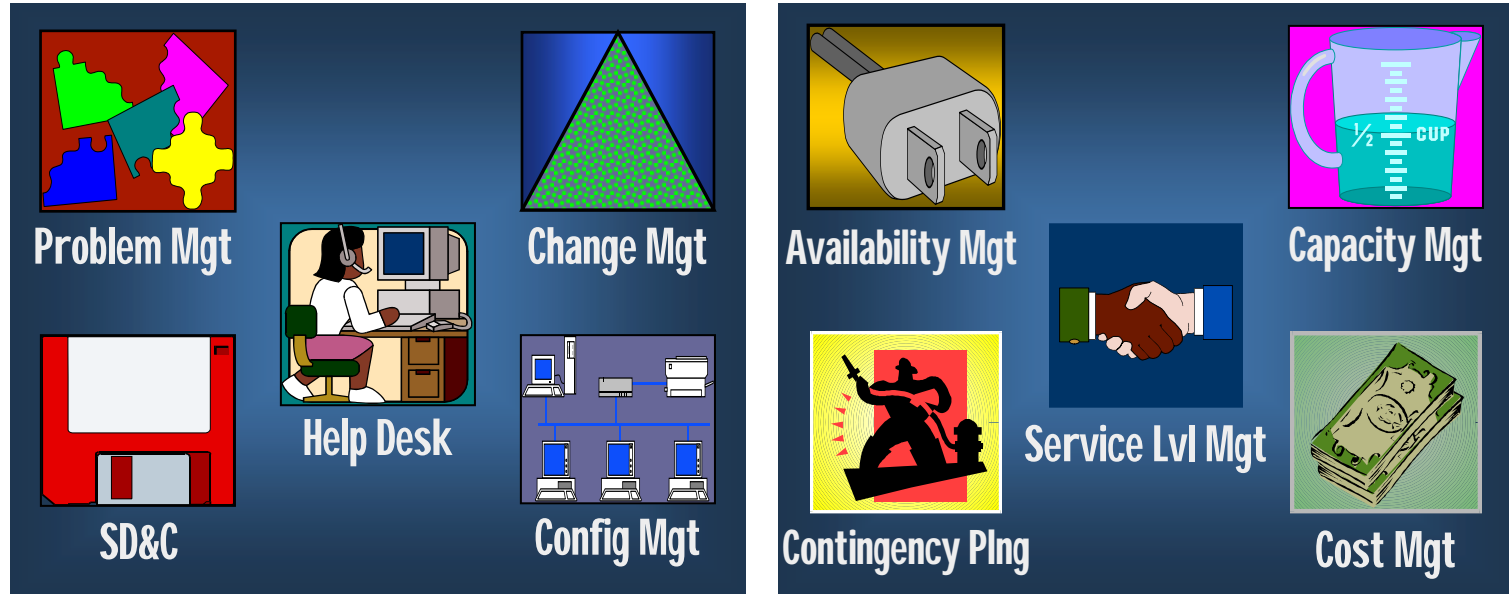 Problem Mgt
Change Mgt
Help Desk
SD&C
Config Mgt
½ CUP
Availability Mgt
Capacity Mgt
Service Lvl Mgt
Contingency Plng
Cost Mgt